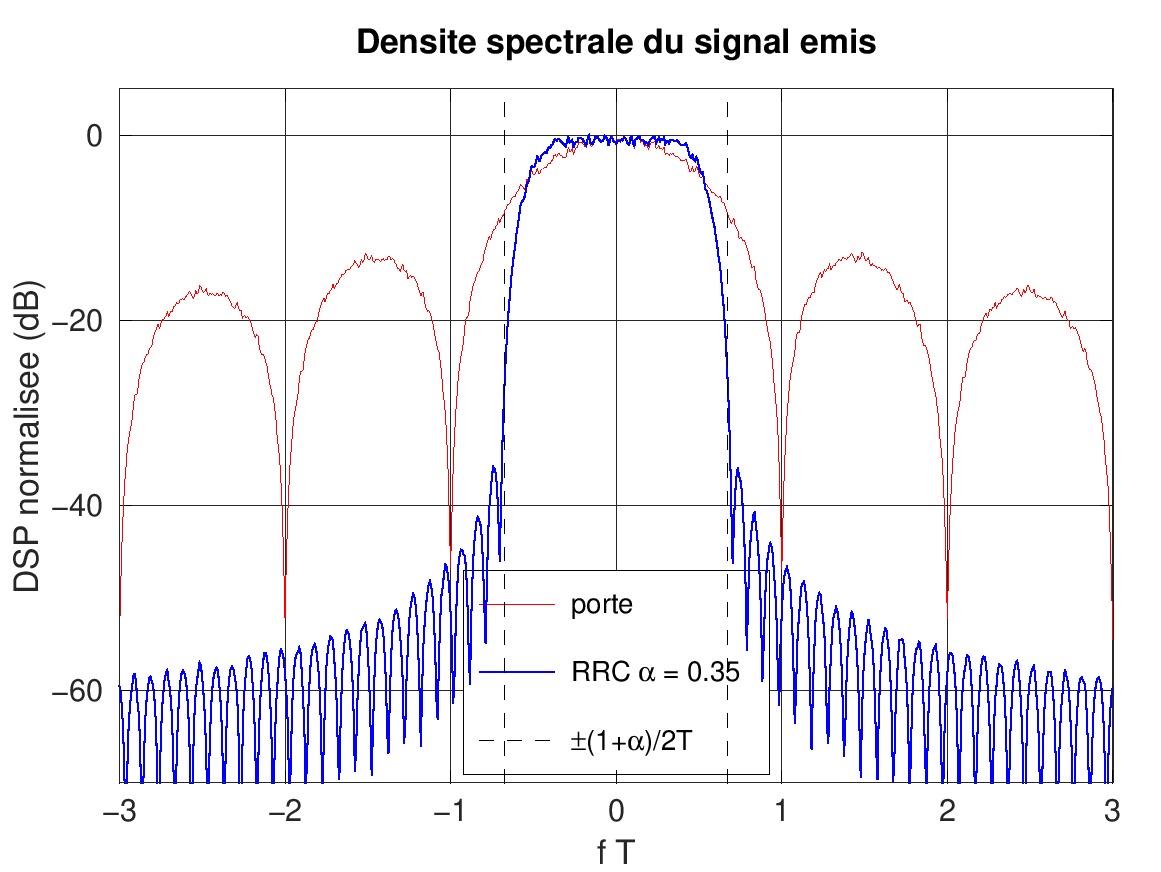 Densite spectrale du signal emis
DSP normalisee (dB)
0
−20
−40
−60
porte
RRC α = 0.35
±(1+α)/2T
−3 −2 −1 0 1 2 3
f T